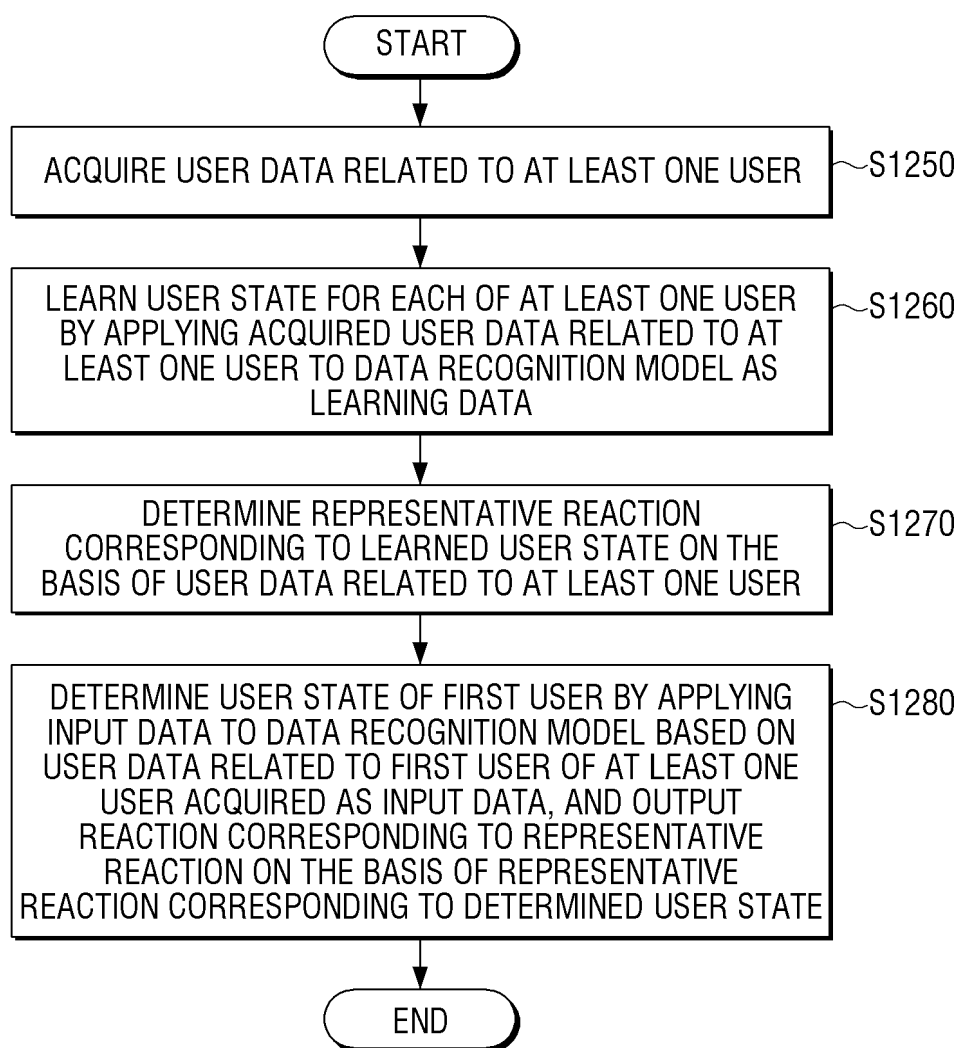 START
ACQUIRE USER DATA RELATED TO AT LEAST ONE USER
S1250
LEARN USER STATE FOR EACH OF AT LEAST ONE USER
BY APPLYING ACQUIRED USER DATA RELATED TO AT
LEAST ONE USER TO DATA RECOGNITION MODEL AS
LEARNING DATA
S1260
DETERMINE REPRESENTATIVE REACTION
CORRESPONDING TO LEARNED USER STATE ON THE
BASIS OF USER DATA RELATED TO AT LEAST ONE USER
S1270
DETERMINE USER STATE OF FIRST USER BY APPLYING
INPUT DATA TO DATA RECOGNITION MODEL BASED ON
USER DATA RELATED TO FIRST USER OF AT LEAST ONE
USER ACQUIRED AS INPUT DATA, AND OUTPUT
REACTION CORRESPONDING TO REPRESENTATIVE
REACTION ON THE BASIS OF REPRESENTATIVE
REACTION CORRESPONDING TO DETERMINED USER STATE
S1280
END